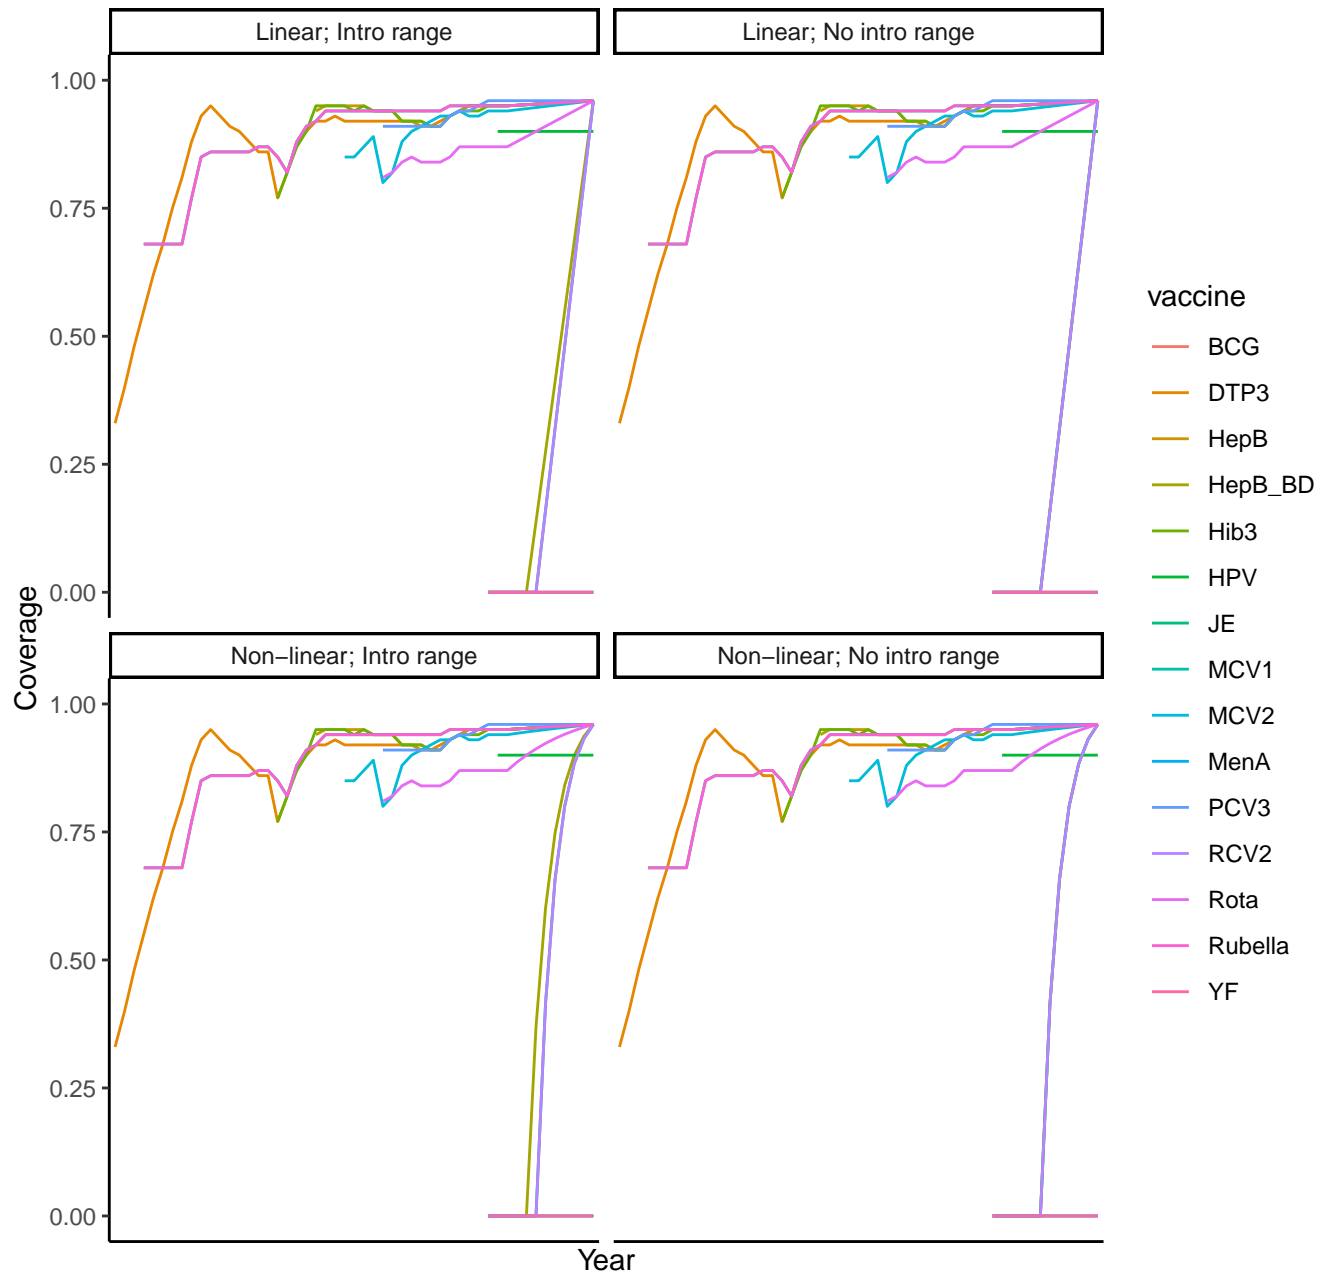 Linear; Intro range
Linear; No intro range
1.00
0.75
0.50
0.25
0.00
Non−linear; Intro range
Non−linear; No intro range
1.00
0.75
0.50
0.25
0.00
Coverage
Year
vaccine
BCG
DTP3
HepB
HepB_BD
Hib3
HPV
JE
MCV1
MCV2
MenA
PCV3
RCV2
Rota
Rubella
YF